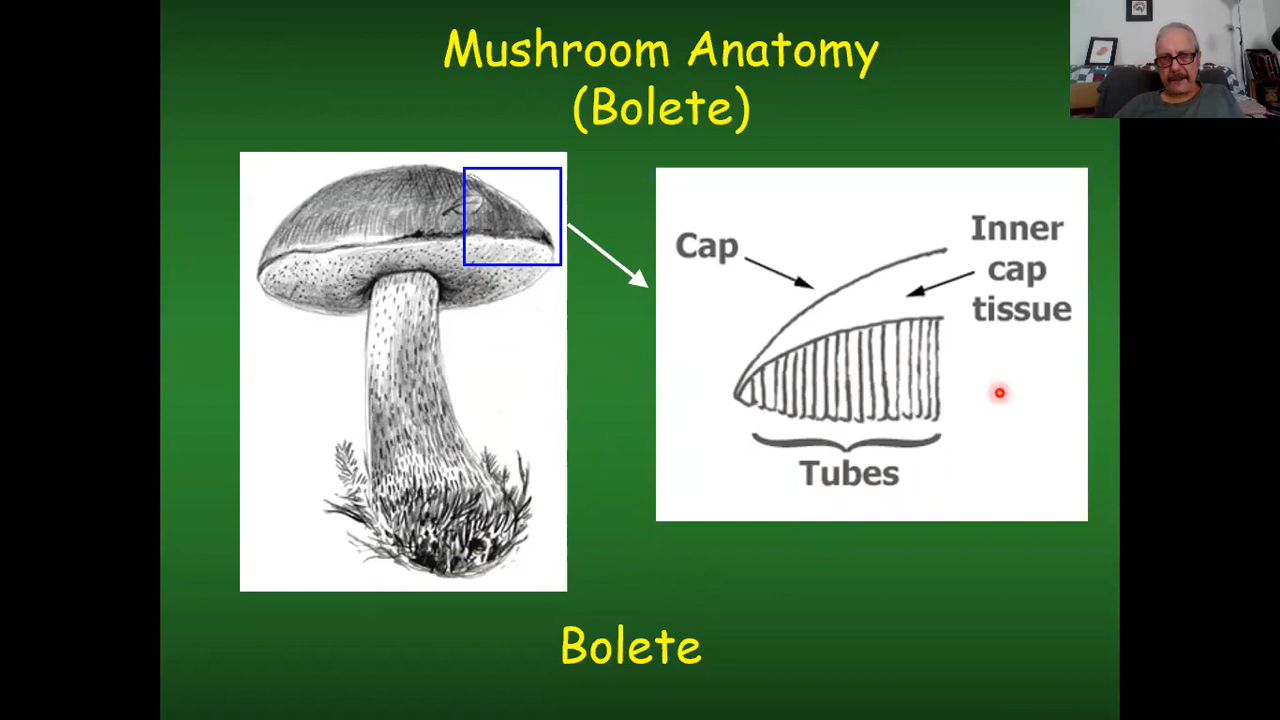 Mushroom Anatomy
(Bolete)
Cap
Inner
cap
tissue
Tubes
Bolete